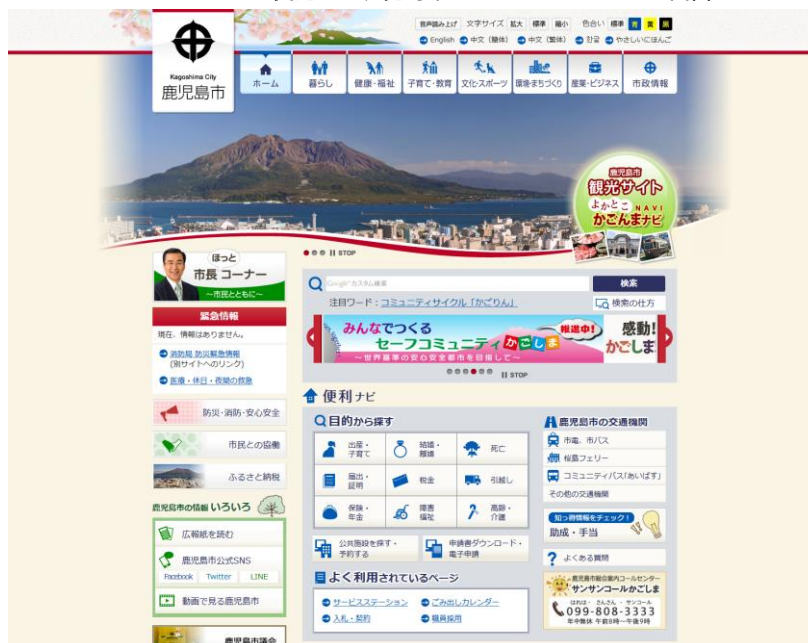 音声読み上げ 文字サイズ 拡大 標準 縮小 色合い 標準 青 黄 黒
English 中文（簡体） 中文（繁体） 한글 やさしいにほんご
Kagoshima City
鹿児島市
ホーム
暮らし
健康・福祉
子育て・教育
文化・スポーツ
環境・まちづくり
産業・ビジネス
市政情報
鹿児島市
観光サイト
よかとこ NAVI
かごんまナビ
STOP
ほっと
市長コーナー
～市民とともに～
緊急情報
現在、情報はありません。
消防局 防災緊急情報
(別サイトへのリンク)
医療・休日・夜間の救急
防災・消防・安心安全
市民との協働
ふるさと納税
鹿児島市の情報 いろいろ
広報紙を読む
鹿児島市公式SNS
Facebook Twitter LINE
動画で見る鹿児島市
鹿児島市議会
Google カスタム検索
検索
注目ワード：コミュニティサイクル「かごりん」
検索の仕方
みんなでつくる
セーフコミュニティかごしま
推進中!
～世界基準の安心安全都市を目指して～
感動!
かごしま
STOP
便利ナビ
目的から探す
出産・
子育て
結婚・
離婚
死亡
届出・
証明
税金
引越し
保険・
年金
障害
福祉
高齢・
介護
公共施設を探す・
予約する
申請書ダウンロード・
電子申請
よく利用されているページ
サービスステーション
ごみ出しカレンダー
入札・契約
職員採用
鹿児島市の交通機関
市電、市バス
桜島フェリー
コミュニティバス「あいばす」
その他の交通機関
知っ得情報をチェック!
助成・手当
よくある質問
鹿児島市総合案内コールセンター
サンサンコールかごしま
099-808-3333
年中無休 午前8時〜午後9時